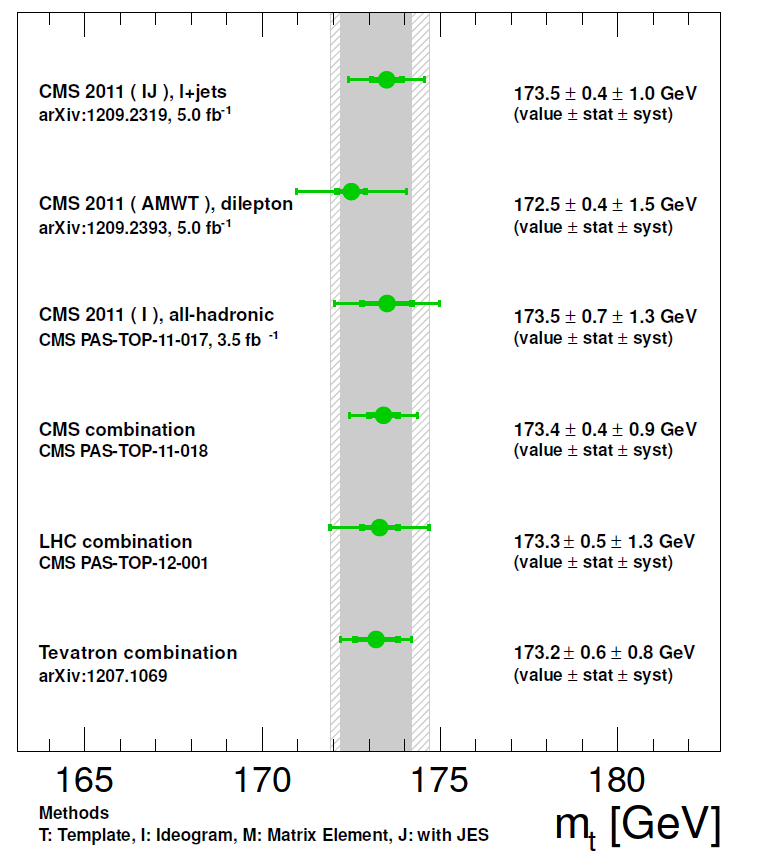 CMS 2011 ( IJ ), l+jets
173.5 ± 0.4 ± 1.0 GeV
arXiv:1209.2319, 5.0 fb⁻¹
(value ± stat ± syst)
CMS 2011 ( AMWT ), dilepton
172.5 ± 0.4 ± 1.5 GeV
arXiv:1209.2393, 5.0 fb⁻¹
(value ± stat ± syst)
CMS 2011 ( I ), all-hadronic
173.5 ± 0.7 ± 1.3 GeV
CMS PAS-TOP-11-017, 3.5 fb ⁻¹
(value ± stat ± syst)
CMS combination
173.4 ± 0.4 ± 0.9 GeV
CMS PAS-TOP-11-018
(value ± stat ± syst)
LHC combination
173.3 ± 0.5 ± 1.3 GeV
CMS PAS-TOP-12-001
(value ± stat ± syst)
Tevatron combination
173.2 ± 0.6 ± 0.8 GeV
arXiv:1207.1069
(value ± stat ± syst)
165 170 175 180
Methods
T: Template, I: Ideogram, M: Matrix Element, J: with JES
mₜ [GeV]